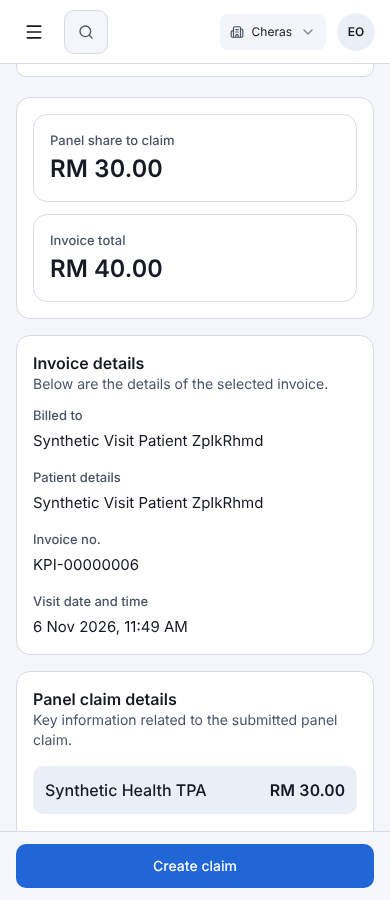 Cheras
EO
Panel share to claim
RM 30.00
Invoice total
RM 40.00
Invoice details
Below are the details of the selected invoice.
Billed to
Synthetic Visit Patient ZpIkRhmd
Patient details
Synthetic Visit Patient ZpIkRhmd
Invoice no.
KPI-00000006
Visit date and time
6 Nov 2026, 11:49 AM
Panel claim details
Key information related to the submitted panel
claim.
Synthetic Health TPA RM 30.00
Create claim